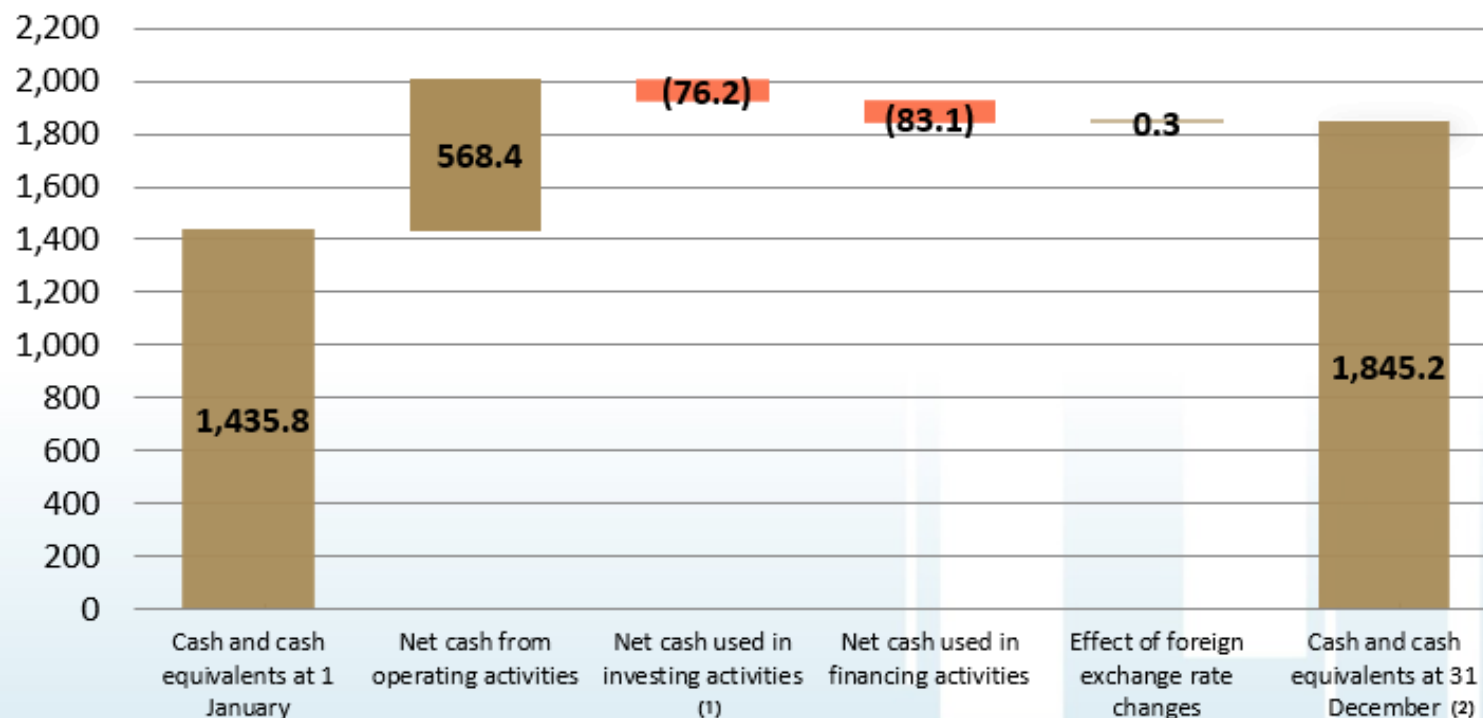 2,200
2,000
1,800
1,600
1,400
1,200
1,000
800
600
400
200
0
1,435.8
568.4
(76.2)
(83.1)
0.3
1,845.2
Cash and cash
equivalents at 1
January
Net cash from
operating activities
Net cash used in
investing activities
(1)
Net cash used in
financing activities
Effect of foreign
exchange rate
changes
Cash and cash
equivalents at 31
December (2)